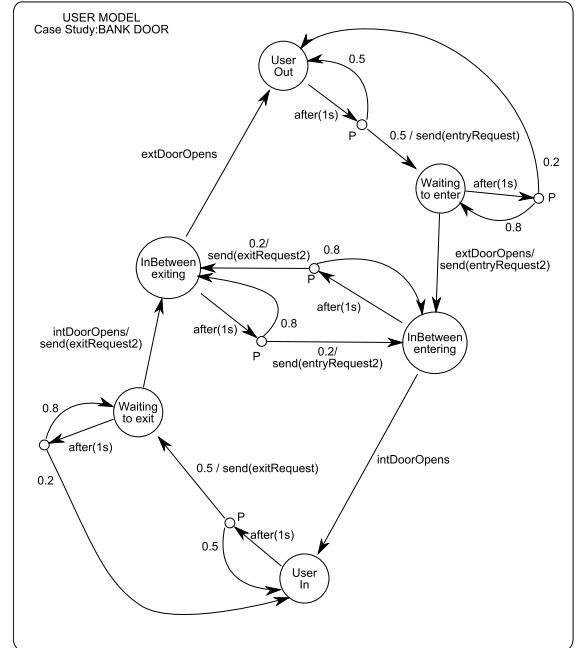 USER MODEL
Case Study:BANK DOOR
User
Out
0.5
after(1s)
P
0.5 / send(entryRequest)
0.2
Waiting
to enter
after(1s)
P
0.8
extDoorOpens
extDoorOpens/
send(entryRequest2)
InBetween
exiting
0.2/
send(exitRequest2)
0.8
P
after(1s)
after(1s)
0.8
P
0.2/
send(entryRequest2)
InBetween
entering
intDoorOpens/
send(exitRequest2)
0.8
Waiting
to exit
after(1s)
0.2
intDoorOpens
0.5 / send(exitRequest)
P
after(1s)
0.5
User
In